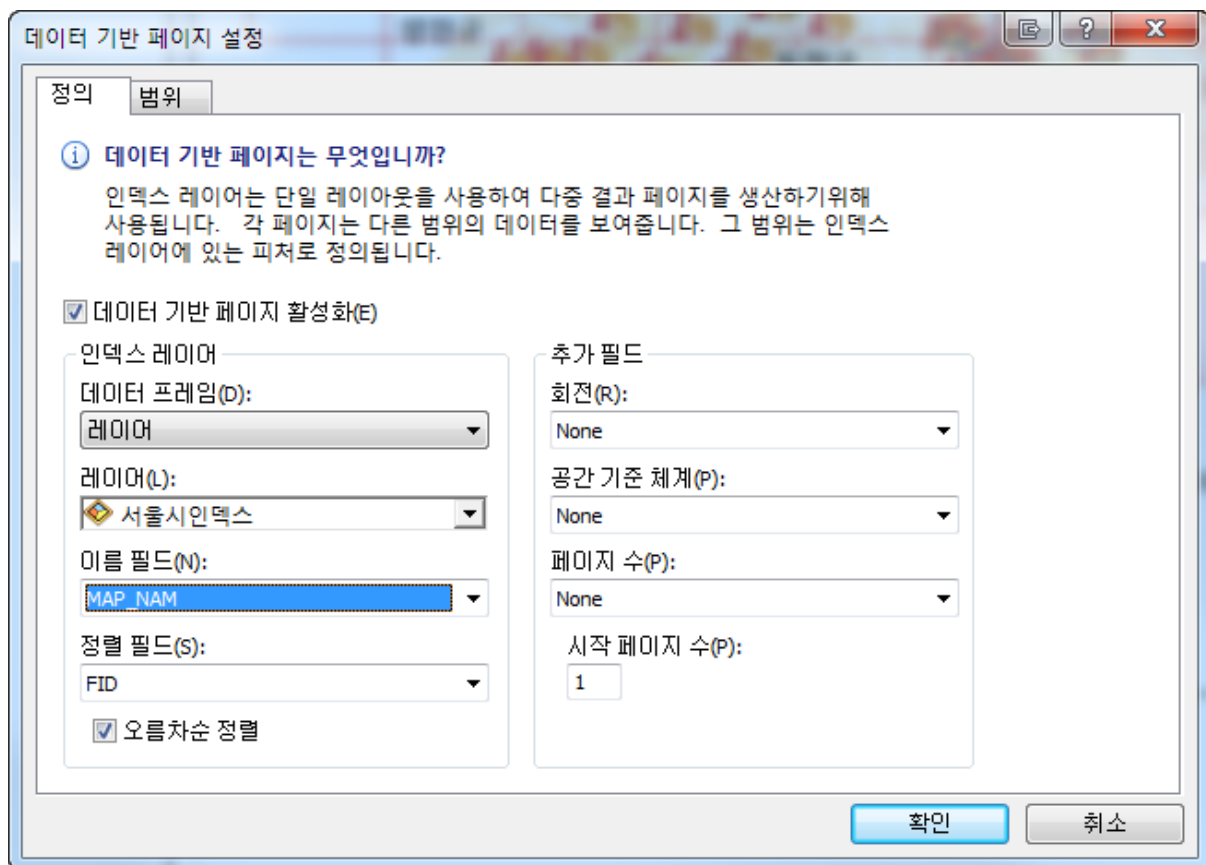 데이터 기반 페이지 설정
정의
범위
데이터 기반 페이지는 무엇입니까?
인덱스 레이어는 단일 레이아웃을 사용하여 다중 결과 페이지를 생산하기위해
사용됩니다. 각 페이지는 다른 범위의 데이터를 보여줍니다. 그 범위는 인덱스
레이어에 있는 피처로 정의됩니다.
데이터 기반 페이지 활성화(E)
인덱스 레이어
데이터 프레임(D):
레이어
레이어(L):
서울시인덱스
이름 필드(N):
MAP_NAM
정렬 필드(S):
FID
오름차순 정렬
추가 필드
회전(R):
None
공간 기준 체계(P):
None
페이지 수(P):
None
시작 페이지 수(P):
1
확인
취소